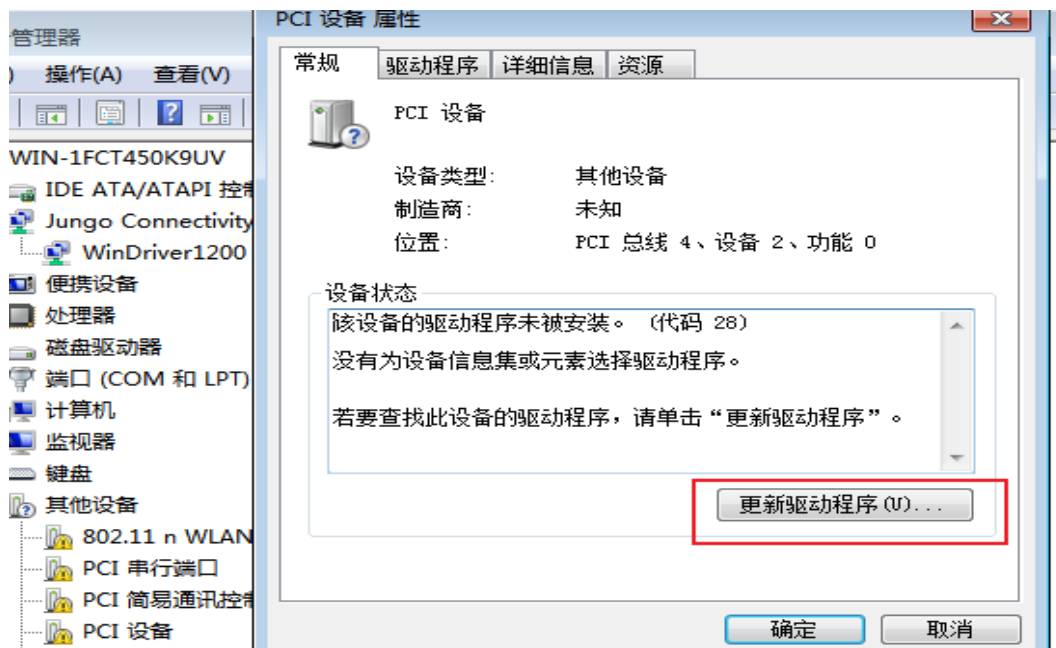 管理器
操作(A) 查看(V)
WIN-1FCT450K9UV
IDE ATA/ATAPI
Jungo Connectivity
WinDriver1200
便携设备
处理器
磁盘驱动器
端口 (COM 和 LPT)
计算机
监视器
键盘
其他设备
802.11 n WLAN
PCI 串行端口
PCI 简易通讯控制
PCI 设备
PCI 设备 属性
常规 驱动程序 详细信息 资源
PCI 设备
设备类型: 其他设备
制造商: 未知
位置: PCI 总线 4、设备 2、功能 0
设备状态
该设备的驱动程序未被安装。 (代码 28)
没有为设备信息集或元素选择驱动程序。
若要查找此设备的驱动程序，请单击“更新驱动程序”。
更新驱动程序(U)...
确定 取消